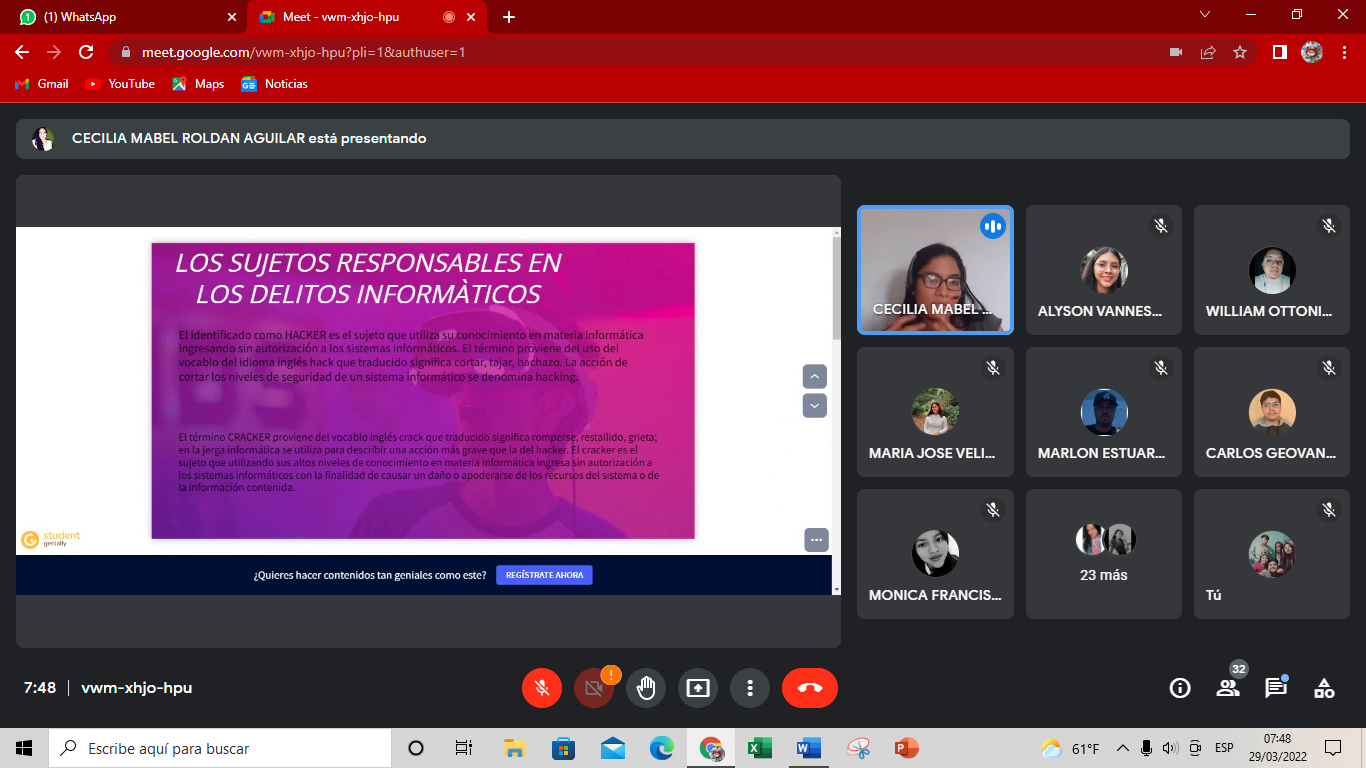 (1) WhatsApp
Meet - vwm-xhjo-hpu
meet.google.com/vwm-xhjo-hpu?pli=1&authuser=1
Gmail
YouTube
Maps
Noticias
CECILIA MABEL ROLDAN AGUILAR está presentando
LOS SUJETOS RESPONSABLES EN
LOS DELITOS INFORMÀTICOS
El identificado como HACKER es el sujeto que utiliza su conocimiento en materia informática
ingresando sin autorización a los sistemas informáticos. El término proviene del uso del
vocablo del idioma inglés hack que traducido significa cortar, tajar, hachazo. La acción de
cortar los niveles de seguridad de un sistema informático se denomina hacking.
El término CRACKER proviene del vocablo inglés crack que traducido significa romperse, restallido, grieta;
en la jerga informática se utiliza para describir una acción más grave que la del hacker. El cracker es el
sujeto que utilizando sus altos niveles de conocimiento en materia informática ingresa sin autorización a
los sistemas informáticos con la finalidad de causar un daño o apoderarse de los recursos del sistema o de
la información contenida.
student
genially
¿Quieres hacer contenidos tan geniales como este?
REGÍSTRATE AHORA
CECILIA MABEL ...
ALYSON VANNES...
WILLIAM OTTONI...
MARIA JOSE VELI...
MARLON ESTUAR...
CARLOS GEOVAN...
MONICA FRANCIS...
23 más
Tú
7:48 | vwm-xhjo-hpu
32
Escribe aquí para buscar
61°F
ESP
07:48
29/03/2022